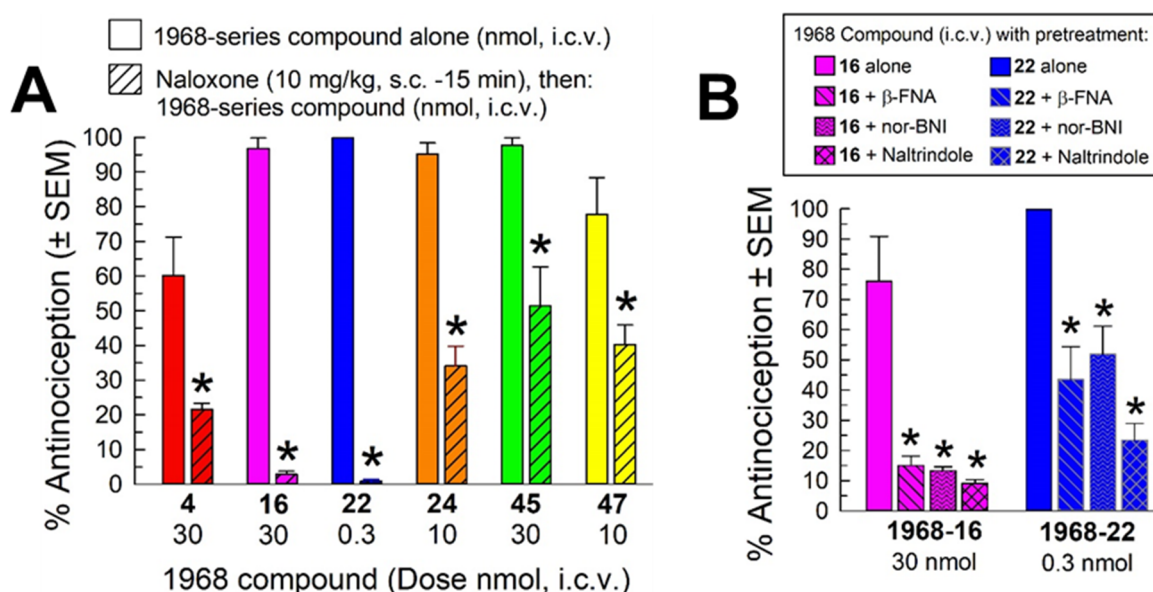 1968-series compound alone (nmol, i.c.v.)
Naloxone (10 mg/kg, s.c. -15 min), then:
1968-series compound (nmol, i.c.v.)
A
% Antinociception (± SEM)
100
90
80
70
60
50
40
30
20
10
0
*
*
*
*
*
*
4 16 22 24 45 47
30 30 0.3 10 30 10
1968 compound (Dose nmol, i.c.v.)
B
1968 Compound (i.c.v.) with pretreatment:
16 alone 22 alone
16 + β-FNA 22 + β-FNA
16 + nor-BNI 22 + nor-BNI
16 + Naltrindole 22 + Naltrindole
% Antinociception ± SEM
100
90
80
70
60
50
40
30
20
10
0
*
*
*
*
*
*
1968-16 1968-22
30 nmol 0.3 nmol